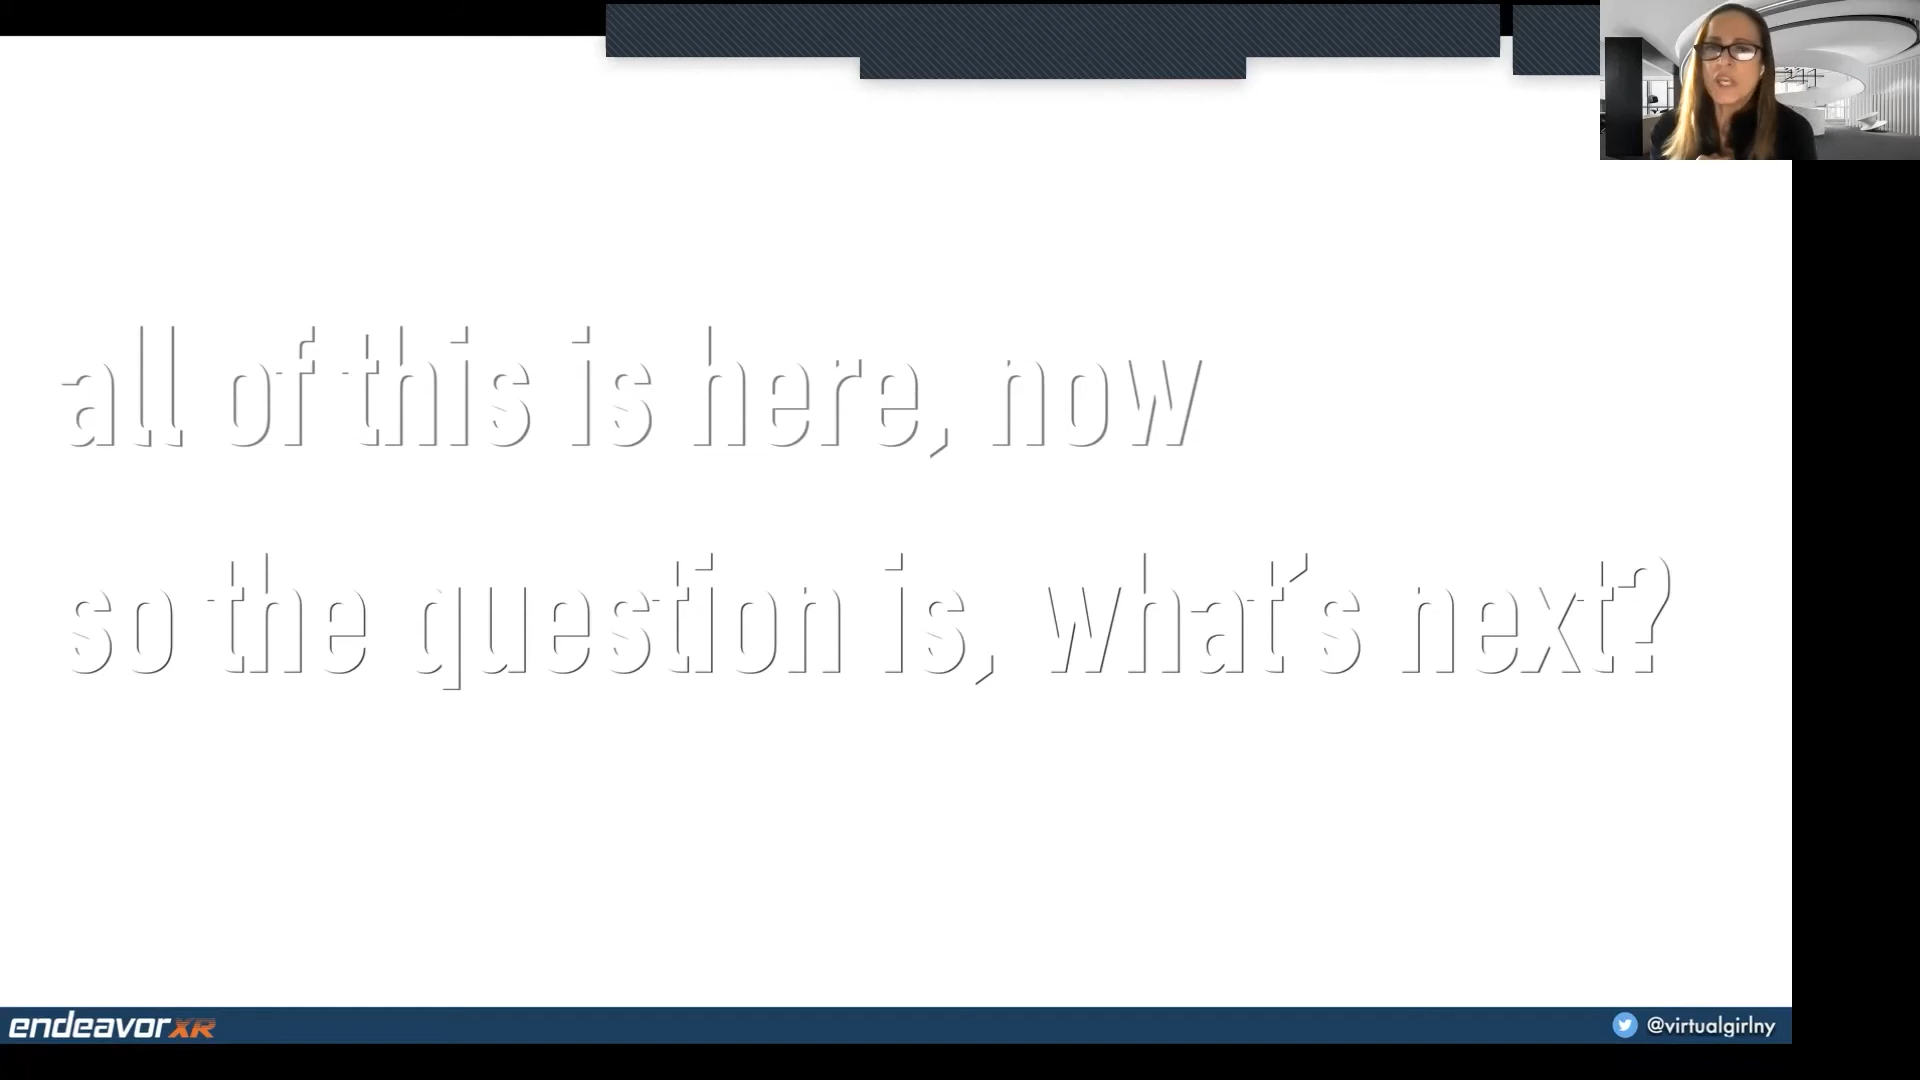 all of this is here, now
so the question is, what's next?
endeavorXR
@virtualgirlny